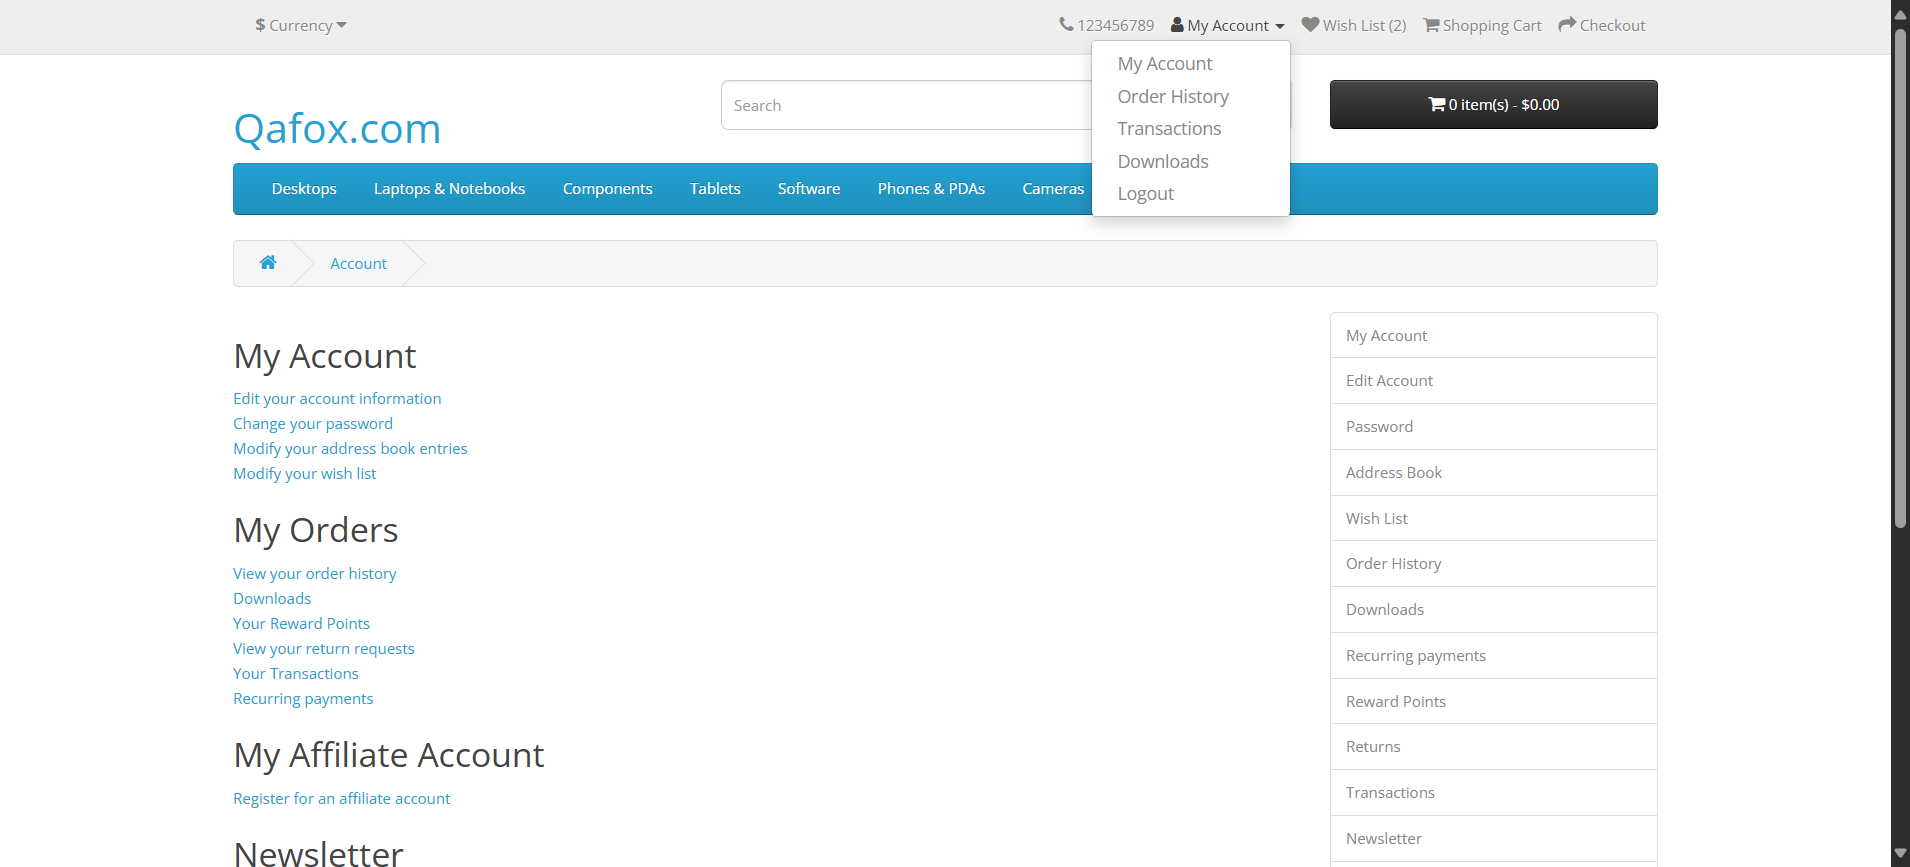 $ Currency
123456789 My Account Wish List (2) Shopping Cart Checkout
My Account
Order History
Transactions
Downloads
Logout
Qafox.com
Search
0 item(s) - $0.00
Desktops Laptops & Notebooks Components Tablets Software Phones & PDAs Cameras
Account
My Account
Edit your account information
Change your password
Modify your address book entries
Modify your wish list
My Orders
View your order history
Downloads
Your Reward Points
View your return requests
Your Transactions
Recurring payments
My Affiliate Account
Register for an affiliate account
Newsletter
My Account
Edit Account
Password
Address Book
Wish List
Order History
Downloads
Recurring payments
Reward Points
Returns
Transactions
Newsletter